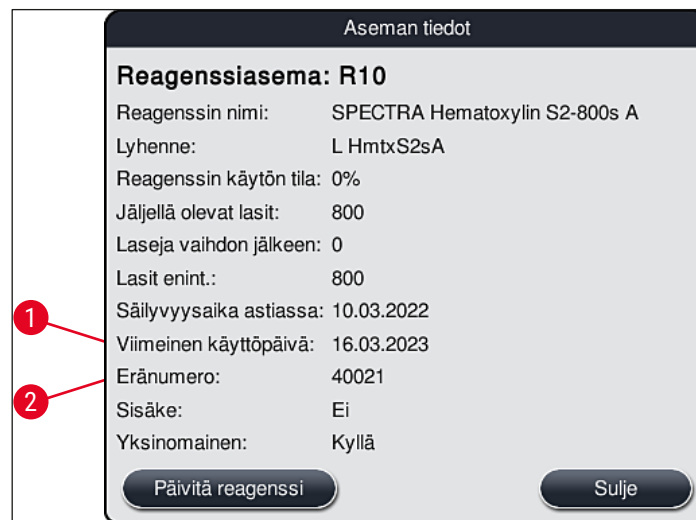 Aseman tiedot
Reagenssiasema: R10
Reagenssin nimi: SPECTRA Hematoxylin S2-800s A
Lyhenne: L HmtxS2sA
Reagenssin käytön tila: 0%
Jäljellä olevat lasit: 800
Laseja vaihdon jälkeen: 0
Lasit enint.: 800
Säilyvyysaika astiassa: 10.03.2022
1 Viimeinen käyttöpäivä: 16.03.2023
2 Eränumero: 40021
Sisäke: Ei
Yksinomainen: Kyllä
Päivitä reagenssi Sulje